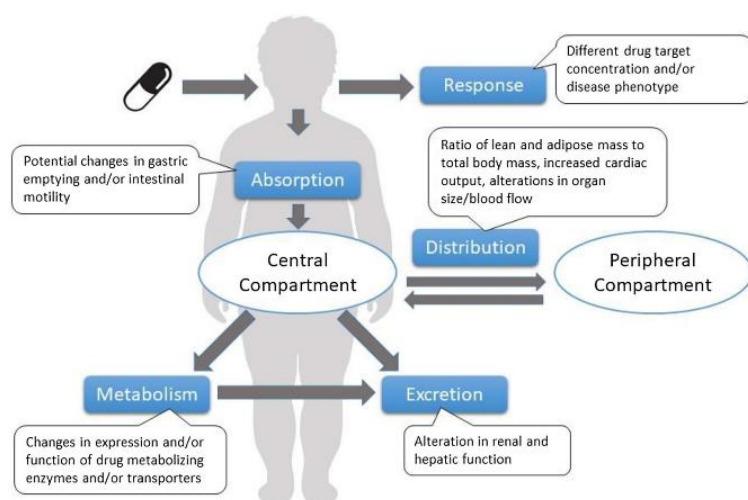 Different drug target
concentration and/or
disease phenotype
Response
Potential changes in gastric
emptying and/or intestinal
motility
Absorption
Ratio of lean and adipose mass to
total body mass, increased cardiac
output, alterations in organ
size/blood flow
Distribution
Central
Compartment
Peripheral
Compartment
Metabolism
Excretion
Changes in expression and/or
function of drug metabolizing
enzymes and/or transporters
Alteration in renal and
hepatic function